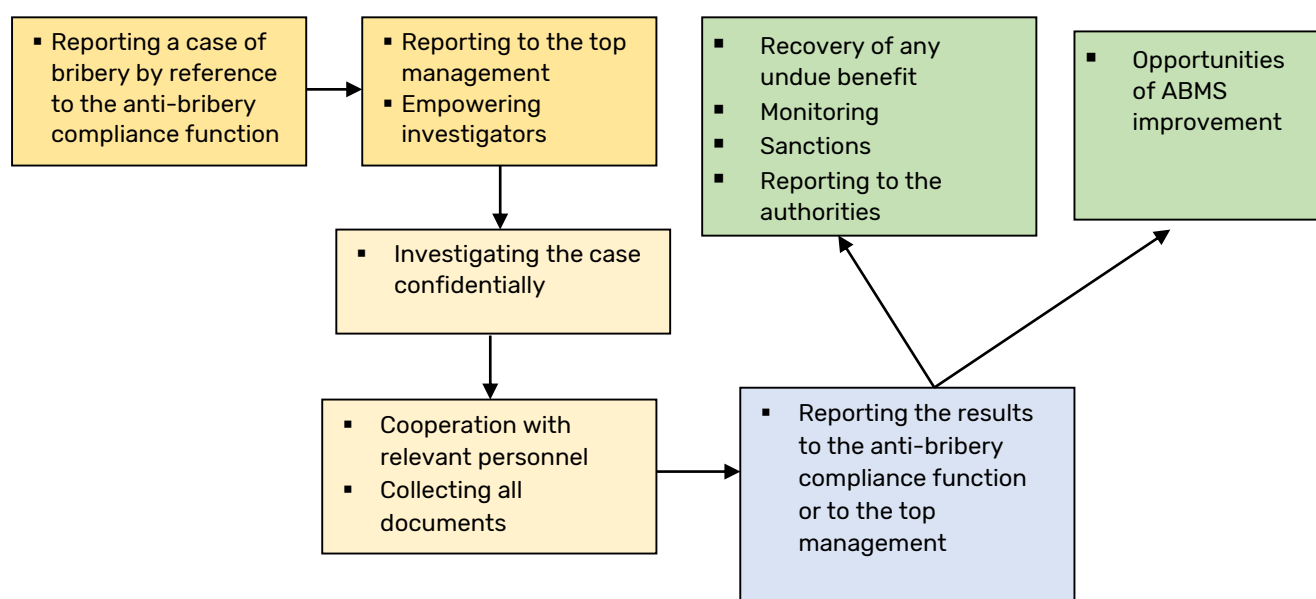 ▪ Reporting a case of
bribery by reference
to the anti-bribery
compliance function
▪ Reporting to the top
management
▪ Empowering
investigators
▪ Investigating the case
confidentially
▪ Cooperation with
relevant personnel
▪ Collecting all
documents
▪ Reporting the results
to the anti-bribery
compliance function
or to the top
management
▪ Recovery of any
undue benefit
▪ Monitoring
▪ Sanctions
▪ Reporting to the
authorities
▪ Opportunities
of ABMS
improvement